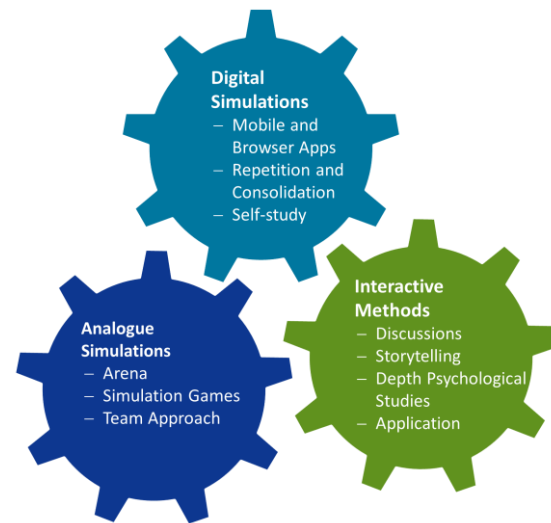 Digital
Simulations
– Mobile and
Browser Apps
– Repetition and
Consolidation
– Self-study
Analogue
Simulations
– Arena
– Simulation Games
– Team Approach
Interactive
Methods
– Discussions
– Storytelling
– Depth Psychological
Studies
– Application